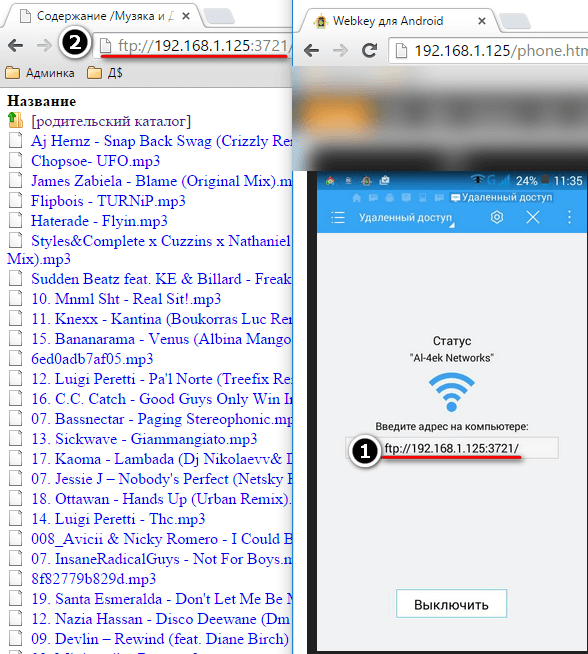 Содержание /Музяка и Д
2
ftp://192.168.1.125:3721/
Админка
Д$
Название
[родительский каталог]
Aj Hernz - Snap Back Swag (Crizzly Re
Chopsoe- UFO.mp3
James Zabiela - Blame (Original Mix).m
Flipbois - TURNiP.mp3
Haterade - Flyin.mp3
Styles&Complete x Cuzzins x Nathaniel
Mix).mp3
Sudden Beatz feat. KE & Billard - Freak
10. Mnml Sht - Real Sit!.mp3
11. Knexx - Kantina (Boukorras Luc Re
15. Bananarama - Venus (Albina Mango
6ed0adb7af05.mp3
12. Luigi Peretti - Pa'l Norte (Treefix Re
16. C.C. Catch - Good Guys Only Win In
07. Bassnectar - Paging Stereophonic.mp3
13. Sickwave - Giammangiato.mp3
17. Kaoma - Lambada (Dj Nikolaevv& D
07. Jessie J – Nobody's Perfect (Netsky
18. Ottawan - Hands Up (Urban Remix).
14. Luigi Peretti - Thc.mp3
008_Avicii & Nicky Romero - I Could B
07. InsaneRadicalGuys - Not For Boys.m
8f82779b829d.mp3
19. Santa Esmeralda - Don't Let Me Be M
12. Nazia Hassan - Disco Deewane (Dm
09. Devlin – Rewind (feat. Diane Birch)
Webkey для Android
192.168.1.125/phone.htm
24% 11:35
Удаленный доступ
Удаленный доступ
Статус
"Al-4ek Networks"
Введите адрес на компьютере:
1
ftp://192.168.1.125:3721/
Выключить